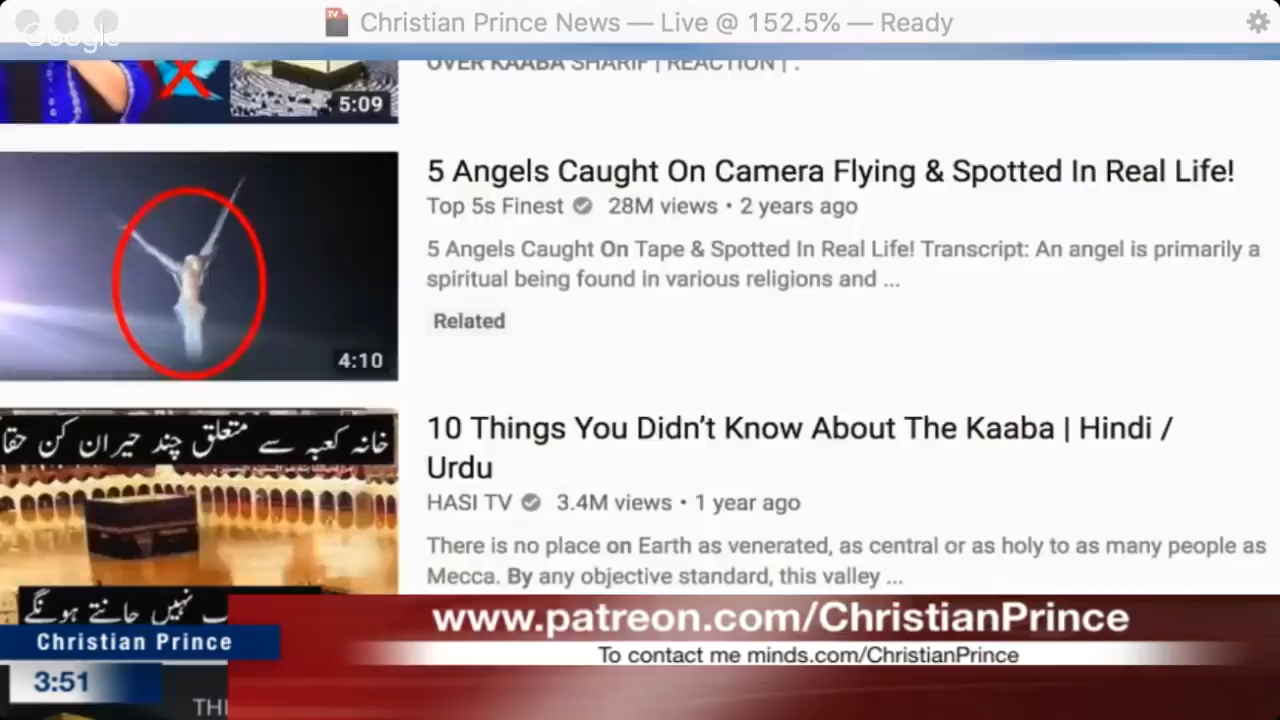 Christian Prince News — Live @ 152.5% — Ready
Google
OVER KAABA SHARIF | REACTION | .
5:09
5 Angels Caught On Camera Flying & Spotted In Real Life!
Top 5s Finest 28M views • 2 years ago
5 Angels Caught On Tape & Spotted In Real Life! Transcript: An angel is primarily a
spiritual being found in various religions and ...
Related
4:10
خانہ کعبہ سے متعلق چند حیران کن حقا
10 Things You Didn't Know About The Kaaba | Hindi /
Urdu
HASI TV 3.4M views • 1 year ago
There is no place on Earth as venerated, as central or as holy to as many people as
Mecca. By any objective standard, this valley ...
نہیں جانتے ہونگے
www.patreon.com/ChristianPrince
Christian Prince
To contact me minds.com/ChristianPrince
3:51
THI